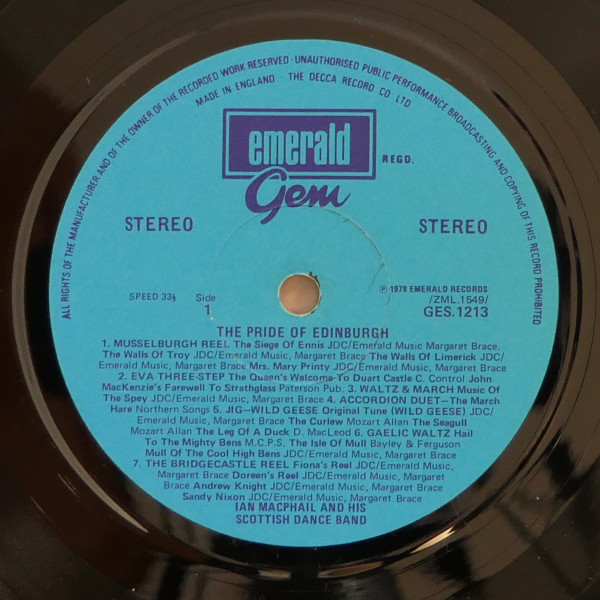 ALL RIGHTS OF THE MANUFACTURER AND OF THE OWNER OF THE RECORDED WORK RESERVED · UNAUTHORISED PUBLIC PERFORMANCE BROADCASTING AND COPYING OF THIS RECORD PROHIBITED
MADE IN ENGLAND · THE DECCA RECORD CO LTD
emerald
REGD.
Gem
STEREO
STEREO
SPEED 33⅓
Side
1
℗ 1979 EMERALD RECORDS
/ZML.1549/
GES.1213
THE PRIDE OF EDINBURGH
1. MUSSELBURGH REEL The Siege of Ennis JDC/Emerald Music Margaret Brace.
The Walls Of Troy JDC/Emerald Music, Margaret Brace The Walls Of Limerick JDC/
Emerald Music, Margaret Brace Mrs. Mary Printy JDC/Emerald Music, Margaret Brace
2. EVA THREE-STEP The Queen's Welcome To Duart Castle C. Control John
MacKenzie's Farewell To Strathglass Paterson Pub. 3. WALTZ & MARCH Music Of
The Spey JDC/Emerald Music, Margaret Brace 4. ACCORDION DUET—The March
Hare Northern Songs 5. JIG—WILD GEESE Original Tune (WILD GEESE) JDC/
Emerald Music, Margaret Brace The Curlew Mozart Allan The Seagull
Mozart Allan The Leg Of A Duck D. MacLeod 6. GAELIC WALTZ Hail
To The Mighty Bens M.C.P.S. The Isle Of Mull Bayley & Ferguson
Mull Of The Cool High Bens JDC/Emerald Music, Margaret Brace
7. THE BRIDGECASTLE REEL Fiona's Reel JDC/Emerald Music,
Margaret Brace Doreen's Reel JDC/Emerald Music, Margaret
Brace Andrew Knight JDC/Emerald Music, Margaret Brace
Sandy Nixon JDC/Emerald Music, Margaret Brace
IAN MACPHAIL AND HIS
SCOTTISH DANCE BAND